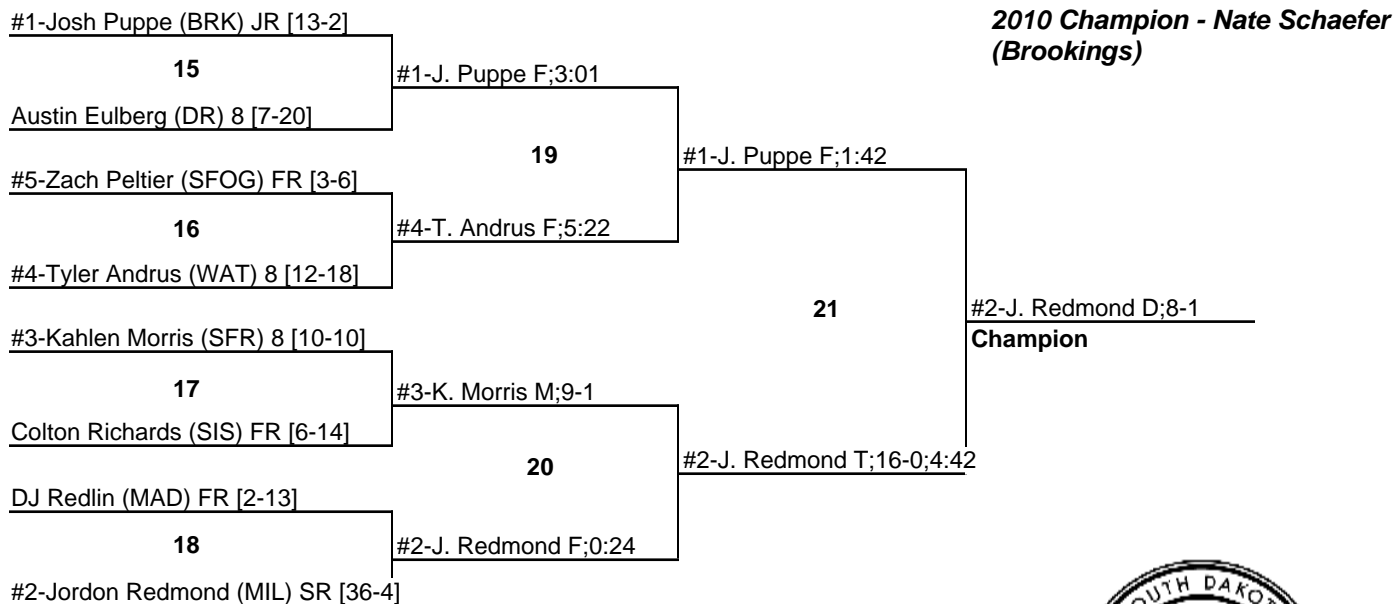 #1-Josh Puppe (BRK) JR [13-2]
2010 Champion - Nate Schaefer
(Brookings)
15
#1-J. Puppe F;3:01
Austin Eulberg (DR) 8 [7-20]
19
#1-J. Puppe F;1:42
#5-Zach Peltier (SFOG) FR [3-6]
16
#4-T. Andrus F;5:22
#4-Tyler Andrus (WAT) 8 [12-18]
21
#2-J. Redmond D;8-1
Champion
#3-Kahlen Morris (SFR) 8 [10-10]
17
#3-K. Morris M;9-1
Colton Richards (SIS) FR [6-14]
20
#2-J. Redmond T;16-0;4:42
DJ Redlin (MAD) FR [2-13]
18
#2-J. Redmond F;0:24
#2-Jordon Redmond (MIL) SR [36-4]